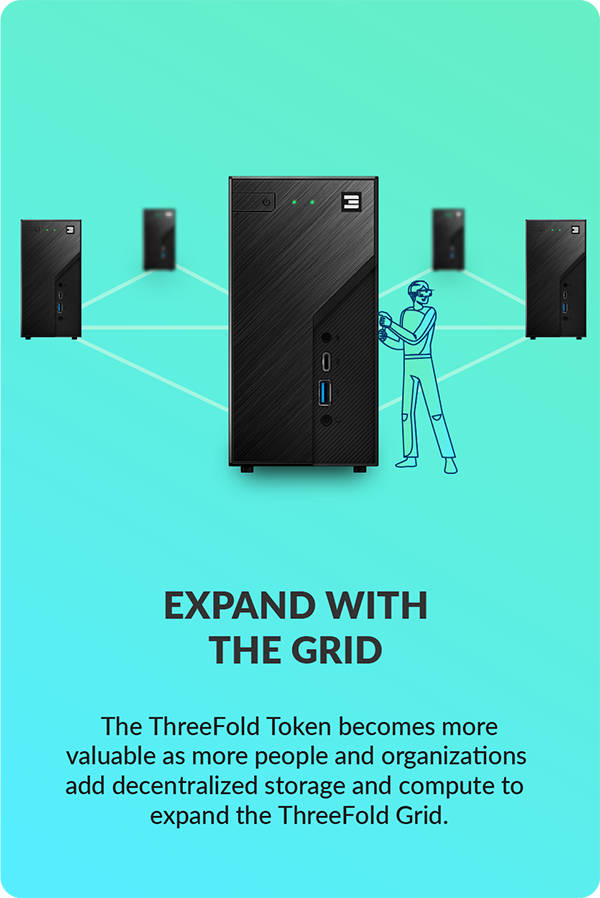 EXPAND WITH
THE GRID
The ThreeFold Token becomes more
valuable as more people and organizations
add decentralized storage and compute to
expand the ThreeFold Grid.